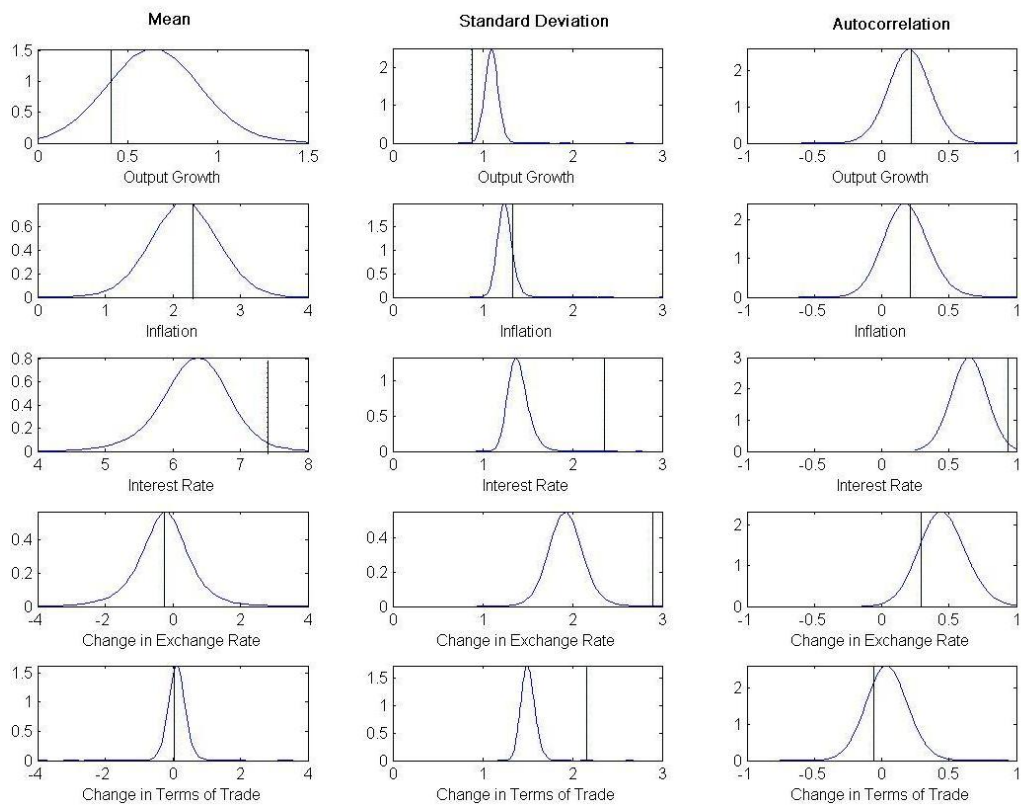 Mean Standard Deviation Autocorrelation
1.5
1
0.5
0
0 0.5 1 1.5
Output Growth
2
1
0
0 1 2 3
Output Growth
2
1
0
-1 -0.5 0 0.5 1
Output Growth
0.6
0.4
0.2
0
0 1 2 3 4
Inflation
1.5
1
0.5
0
0 1 2 3
Inflation
2
1
0
-1 -0.5 0 0.5 1
Inflation
0.8
0.6
0.4
0.2
0
4 5 6 7 8
Interest Rate
1
0.5
0
0 1 2 3
Interest Rate
3
2
1
0
-1 -0.5 0 0.5 1
Interest Rate
0.4
0.2
0
-4 -2 0 2 4
Change in Exchange Rate
0.4
0.2
0
0 1 2 3
Change in Exchange Rate
2
1
0
-1 -0.5 0 0.5 1
Change in Exchange Rate
1.5
1
0.5
0
-4 -2 0 2 4
Change in Terms of Trade
1.5
1
0.5
0
0 1 2 3
Change in Terms of Trade
2
1
0
-1 -0.5 0 0.5 1
Change in Terms of Trade